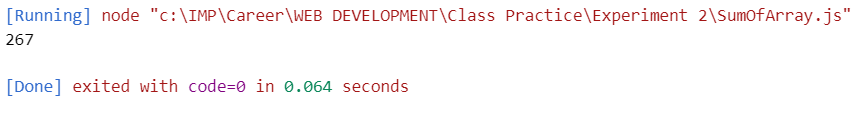 [Running] node "c:\IMP\Career\WEB DEVELOPMENT\Class Practice\Experiment 2\SumOfArray.js"
267
[Done] exited with code=0 in 0.064 seconds